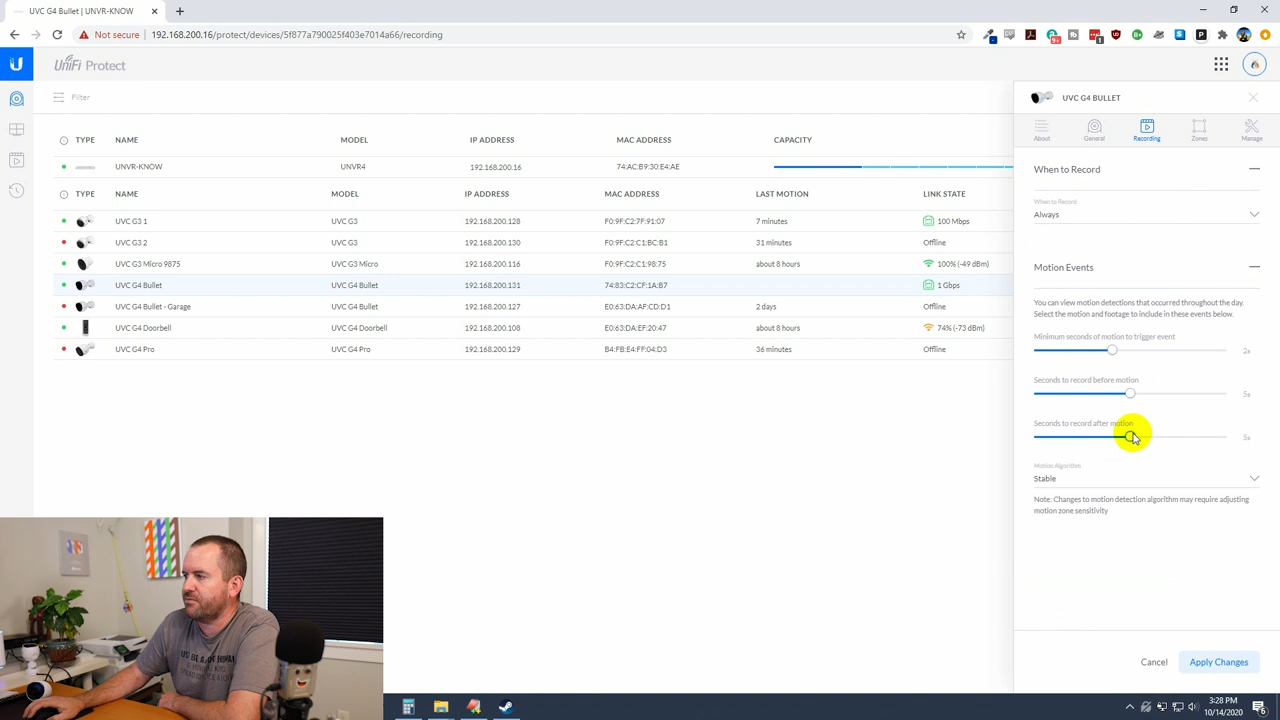 UVC G4 Bullet | UNVR-KNOW
Not secure
192.168.200.16/protect/devices/5f877a790025f403e7014a66/recording
UniFi Protect
Filter
TYPE NAME MODEL IP ADDRESS MAC ADDRESS CAPACITY
UNVR-KNOW UNVR4 192.168.200.16 74:AC:B9:30:E4:AE
TYPE NAME MODEL IP ADDRESS MAC ADDRESS LAST MOTION LINK STATE
UVC G3 1 UVC G3 192.168.200.128 F0:9F:C2:7F:91:07 7 minutes 100 Mbps
UVC G3 2 UVC G3 192.168.200.130 F0:9F:C2:C1:BC:B1 31 minutes Offline
UVC G3 Micro 9875 UVC G3 Micro 192.168.200.116 F0:9F:C2:C1:98:75 about 8 hours 100% (-49 dBm)
UVC G4 Bullet UVC G4 Bullet 192.168.200.131 74:83:C2:CF:1A:B7 1 Gbps
UVC G4 Bullet - Garage UVC G4 Bullet 192.168.200.127 E0:63:DA:AF:CD:D1 2 days Offline
UVC G4 Doorbell UVC G4 Doorbell 192.168.200.108 E0:63:DA:EF:20:47 about 8 hours 74% (-73 dBm)
UVC G4 Pro UVC G4 Pro 192.168.200.129 B4:FB:E4:FF:04:D3 36 minutes Offline
UVC G4 BULLET
About General Recording Zones Manage
When to Record
When to Record
Always
Motion Events
You can view motion detections that occurred throughout the day.
Select the motion and footage to include in these events below.
Minimum seconds of motion to trigger event
2s
Seconds to record before motion
5s
Seconds to record after motion
5s
Motion Algorithm
Stable
Note: Changes to motion detection algorithm may require adjusting
motion zone sensitivity
Cancel Apply Changes
3:28 PM
10/14/2020